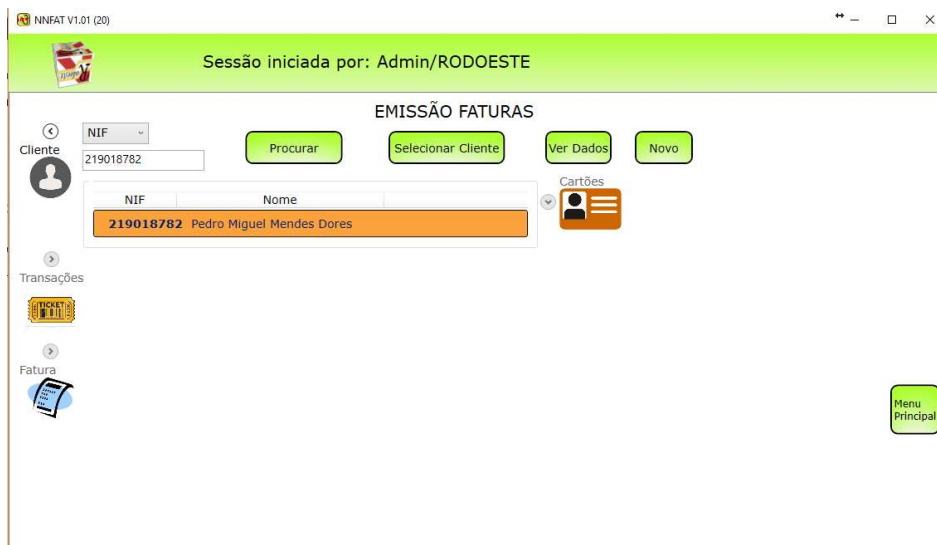 NNFAT V1.01 (20)
Sessão iniciada por: Admin/RODOESTE
EMISSÃO FATURAS
Cliente
NIF
219018782
Procurar
Selecionar Cliente
Ver Dados
Novo
NIF Nome
219018782 Pedro Miguel Mendes Dores
Cartões
Transações
TICKET
Fatura
Menu
Principal